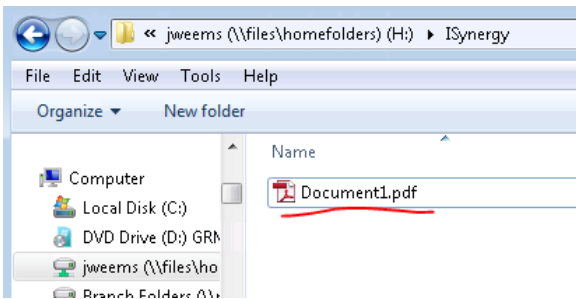 « jweems (\\files\homefolders) (H:) ▸ ISynergy
File Edit View Tools Help
Organize ▾ New folder
Name
Computer
Document1.pdf
Local Disk (C:)
DVD Drive (D:) GRM
jweems (\\files\ho
Branch Folders (\\